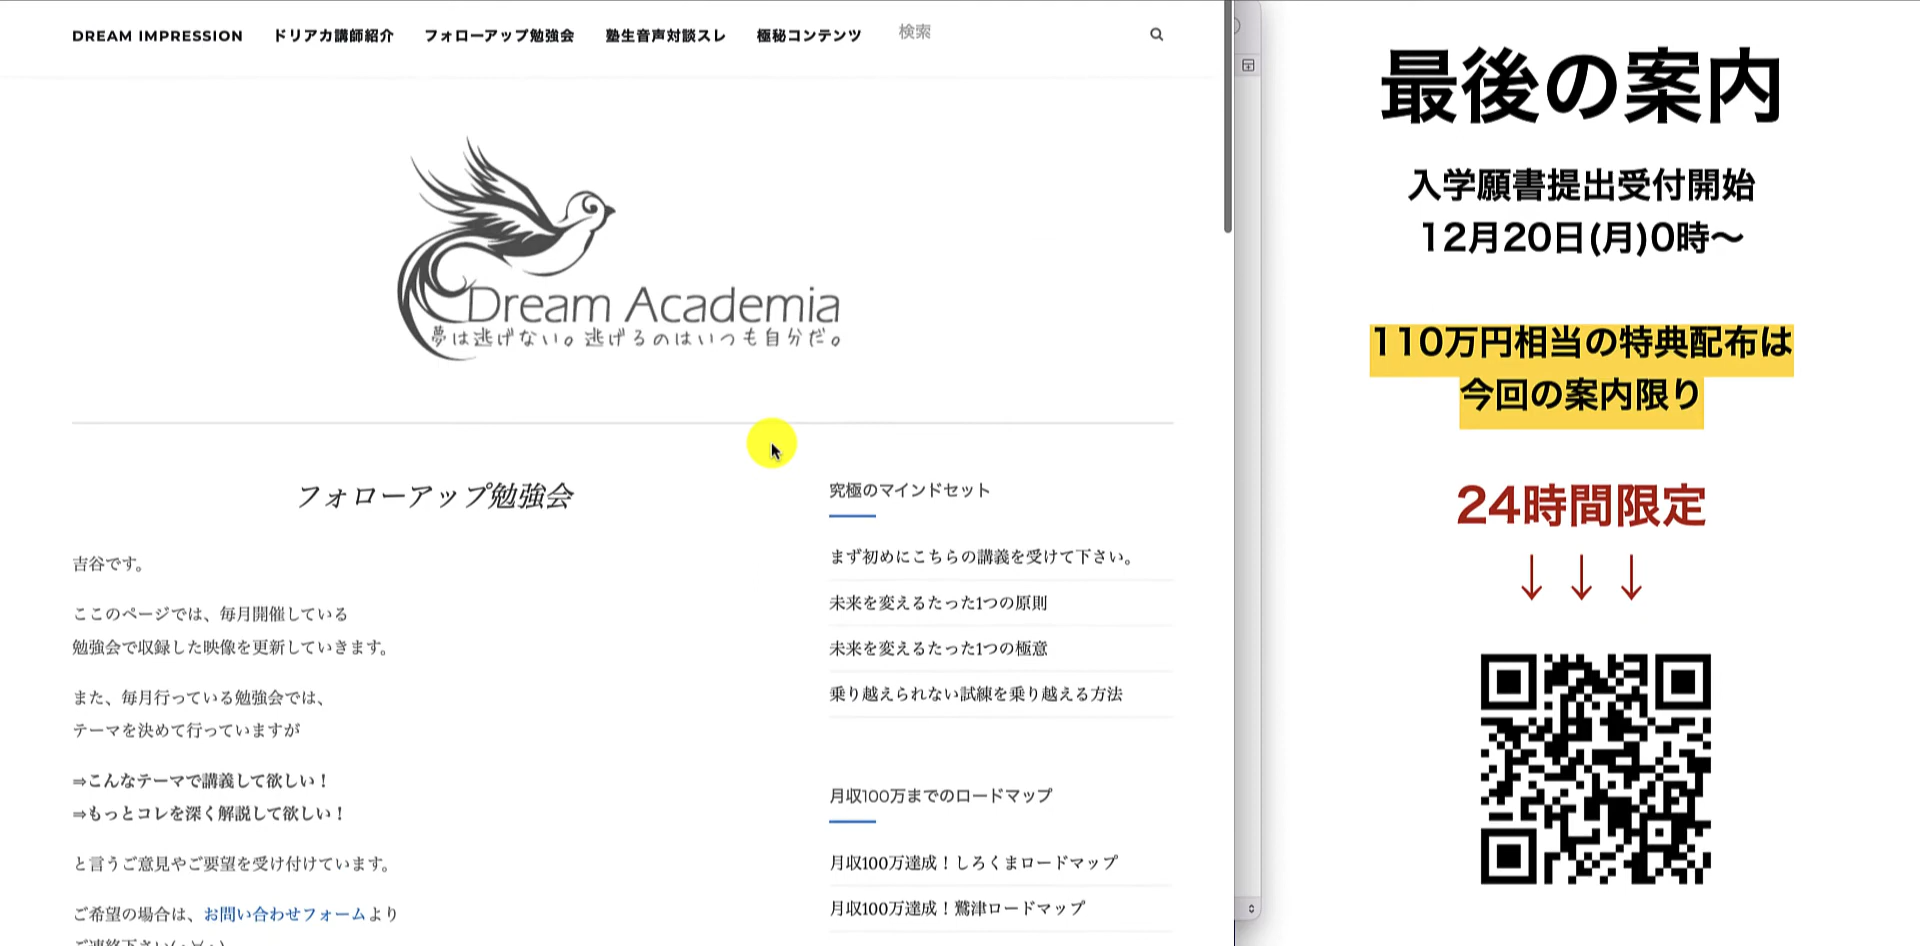 DREAM IMPRESSION ドリアカ講師紹介 フォローアップ勉強会 塾生音声対談スレ 極秘コンテンツ 検索
Dream Academia
夢は逃げない。逃げるのはいつも自分だ。
フォローアップ勉強会
吉谷です。
ここのページでは、毎月開催している
勉強会で収録した映像を更新していきます。
また、毎月行っている勉強会では、
テーマを決めて行っていますが
⇒こんなテーマで講義して欲しい！
⇒もっとコレを深く解説して欲しい！
と言うご意見やご要望を受け付けています。
ご希望の場合は、お問い合わせフォームより
究極のマインドセット
まず初めにこちらの講義を受けて下さい。
未来を変えるたった1つの原則
未来を変えるたった1つの極意
乗り越えられない試練を乗り越える方法
月収100万までのロードマップ
月収100万達成！しろくまロードマップ
月収100万達成！鷲津ロードマップ
最後の案内
入学願書提出受付開始
12月20日(月)0時〜
110万円相当の特典配布は
今回の案内限り
24時間限定
↓ ↓ ↓